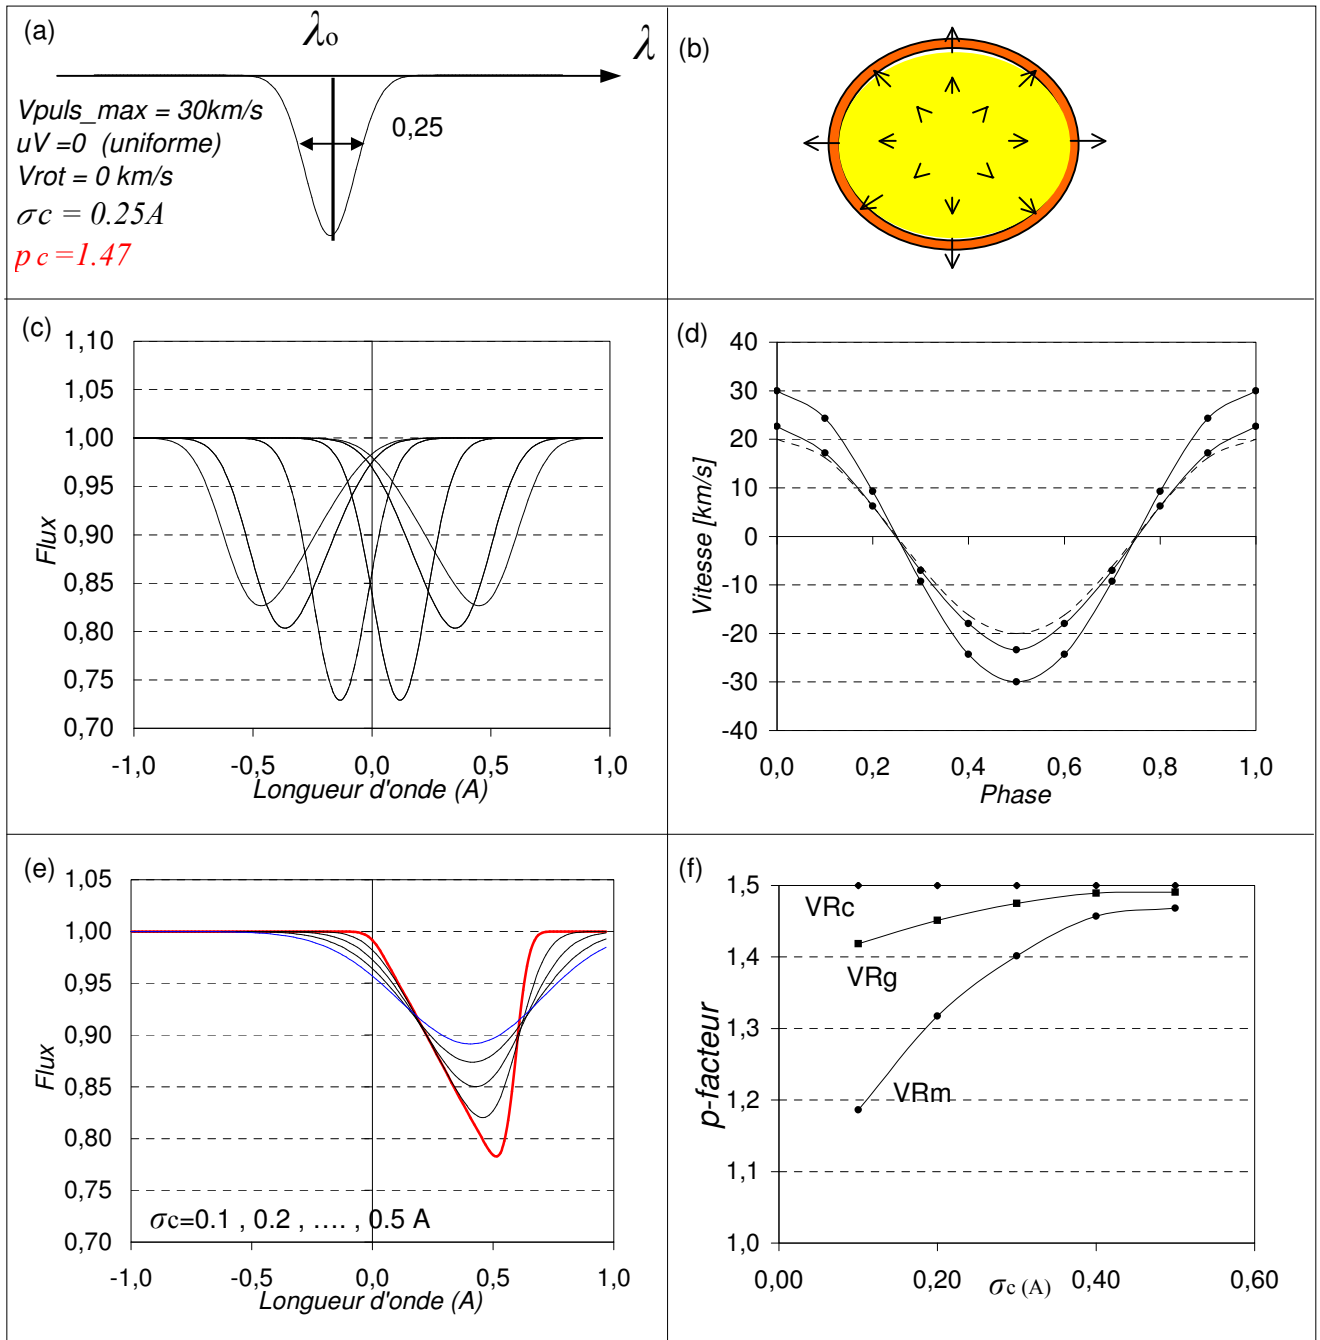 (a)
λo
λ
Vpuls_max = 30km/s
uV =0 (uniforme)
Vrot = 0 km/s
σc = 0.25A
p c =1.47
0,25
(b)
(c)
1,10
1,05
1,00
0,95
0,90
0,85
0,80
0,75
0,70
Flux
-1,0
-0,5
0,0
0,5
1,0
Longueur d'onde (A)
(d)
40
30
20
10
0
-10
-20
-30
-40
Vitesse [km/s]
0,0
0,2
0,4
0,6
0,8
1,0
Phase
(e)
1,05
1,00
0,95
0,90
0,85
0,80
0,75
0,70
Flux
σc=0.1 , 0.2 , .... , 0.5 A
-1,0
-0,5
0,0
0,5
1,0
Longueur d'onde (A)
(f)
1,5
1,4
1,3
1,2
1,1
1,0
p-facteur
VRc
VRg
VRm
0,00
0,20
0,40
0,60
σc (A)